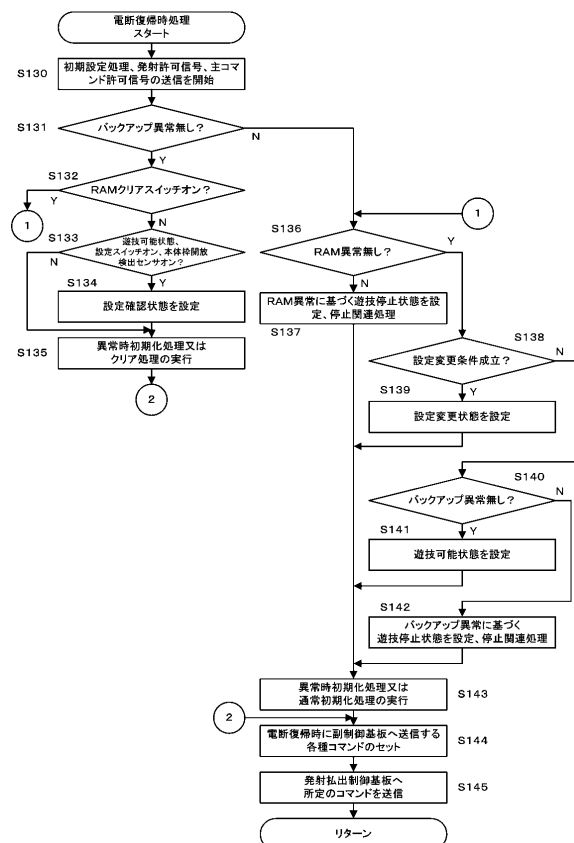 電断復帰時処理
スタート
S130
初期設定処理、発射許可信号、主コ
マンド許可信号の送信を開始
S131
バックアップ異常無し？
N
Y
S132
RAMクリアスイッチオン？
Y
1
N
S133
遊技可能状態、
設定スイッチオン、本体枠開放
検出センサオン？
N
Y
S134
設定確認状態を設定
S135
異常時初期化処理又は
クリア処理の実行
2
1
S136
RAM異常無し？
Y
N
RAM異常に基づく遊技停止状態を設
定、停止関連処理
S137
S138
設定変更条件成立？
N
S139
Y
設定変更状態を設定
S140
バックアップ異常無し？
N
S141
Y
遊技可能状態を設定
S142
バックアップ異常に基づく
遊技停止状態を設定、停止関連処理
異常時初期化処理又は
通常初期化処理の実行
S143
2
電断復帰時に副制御基板へ送信する
各種コマンドのセット
S144
発射払出制御基板へ
所定のコマンドを送信
S145
リターン